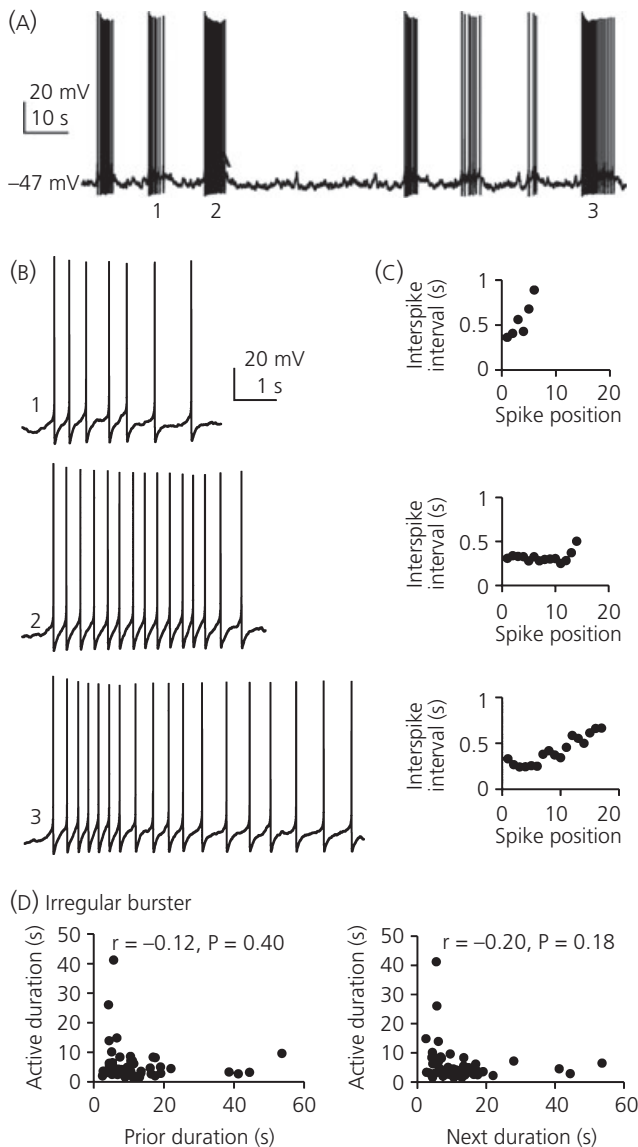 (A)
20 mV
10 s
−47 mV
1
2
3
(B)
20 mV
1 s
1
2
3
(C)
Interspike
interval (s)
1
0.5
0
0
10
20
Spike position
Interspike
interval (s)
1
0.5
0
0
10
20
Spike position
Interspike
interval (s)
1
0.5
0
0
10
20
Spike position
(D) Irregular burster
r = −0.12, P = 0.40
Active duration (s)
50
40
30
20
10
0
0
20
40
60
Prior duration (s)
r = −0.20, P = 0.18
Active duration (s)
50
40
30
20
10
0
0
20
40
60
Next duration (s)